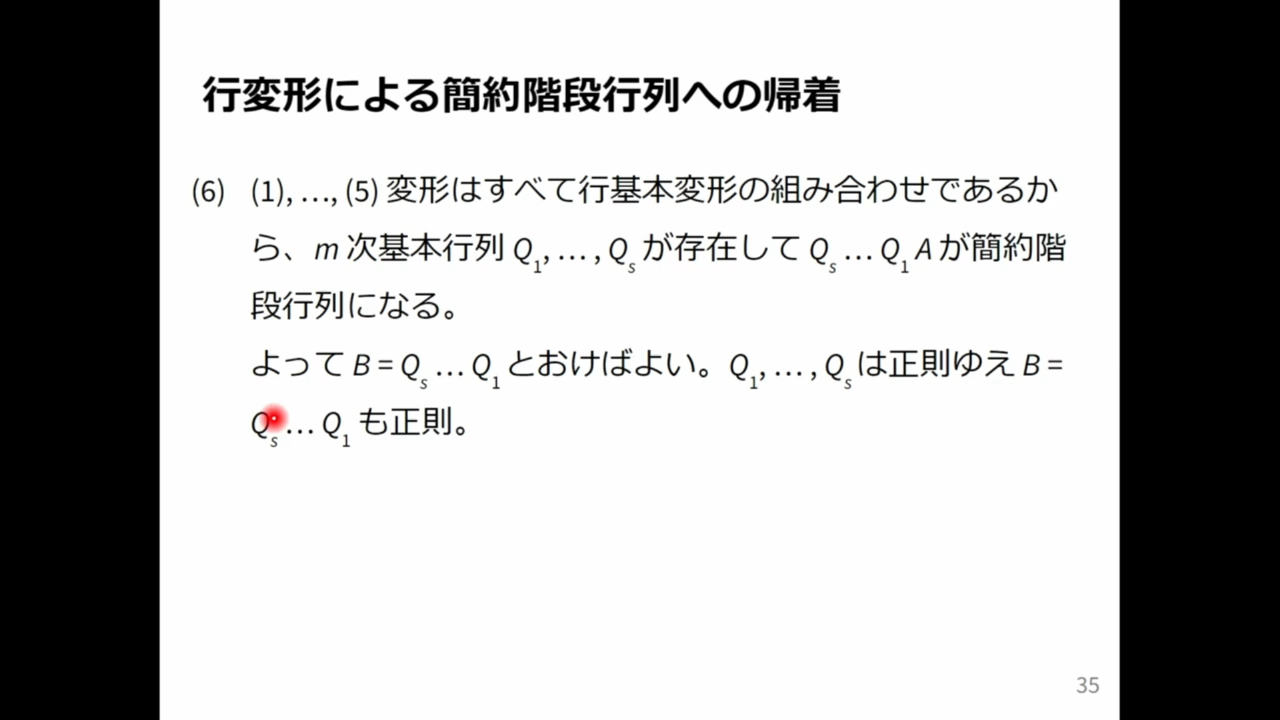 行変形による簡約階段行列への帰着
(6) (1), …, (5) 変形はすべて行基本変形の組み合わせであるか
ら、m 次基本行列 Q1, … , Qs が存在して Qs … Q1 A が簡約階
段行列になる。
よって B = Qs … Q1 とおけばよい。Q1, … , Qs は正則ゆえ B =
Qs … Q1 も正則。
35